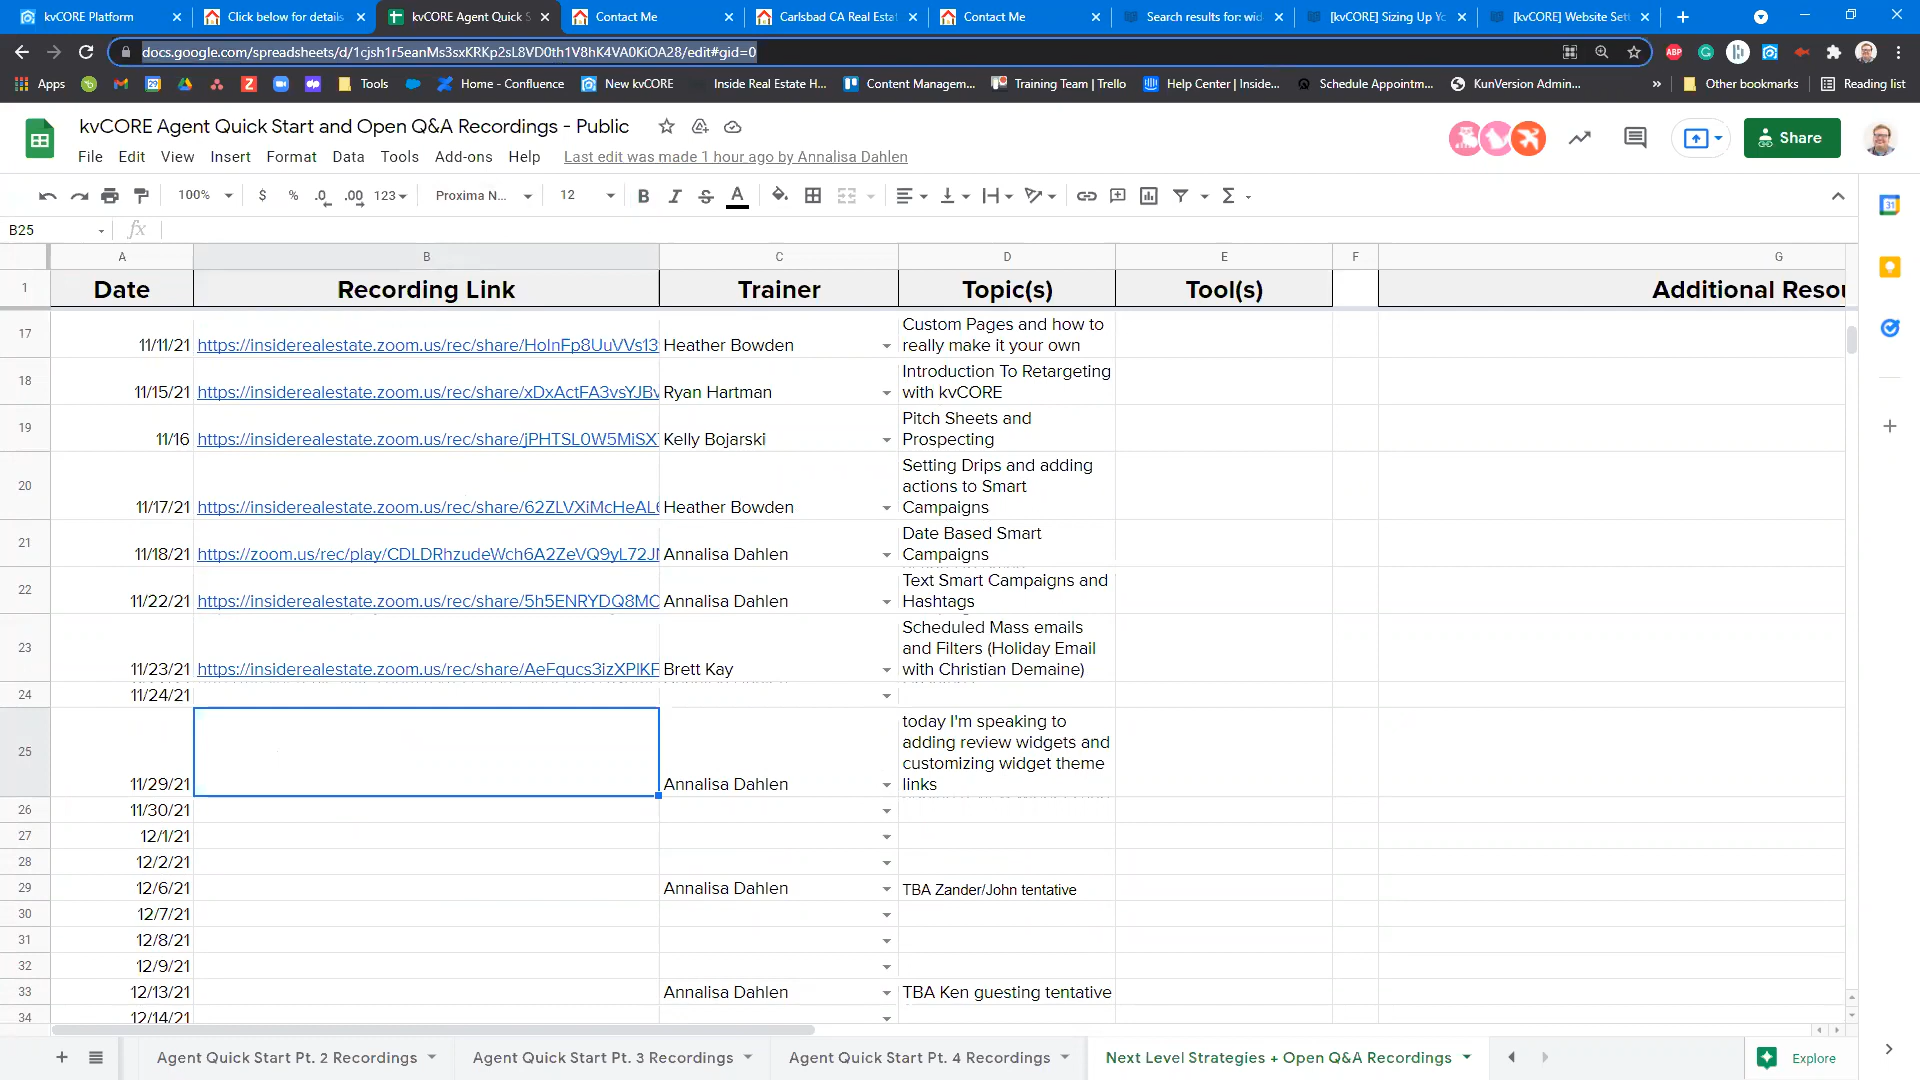 kvCORE Platform
Click below for details
kvCORE Agent Quick S
Contact Me
Carlsbad CA Real Esta
Contact Me
Search results for: wid
[kvCORE] Sizing Up Yo
[kvCORE] Website Sett
docs.google.com/spreadsheets/d/1cjsh1r5eanMs3sxKRKp2sL8VD0th1V8hK4VA0KiOA28/edit#gid=0
Apps
Tools
Home - Confluence
New kvCORE
Inside Real Estate H...
Content Managem...
Training Team | Trello
Help Center | Inside...
Schedule Appointm...
KunVersion Admin...
»
Other bookmarks
Reading list
kvCORE Agent Quick Start and Open Q&A Recordings - Public
File Edit View Insert Format Data Tools Add-ons Help Last edit was made 1 hour ago by Annalisa Dahlen
Share
100% $ % .0 .00 123 Proxima N... 12 B I S A
B25 fx
A B C D E F G
1 Date Recording Link Trainer Topic(s) Tool(s) Additional Resou
17 11/11/21 https://insiderealestate.zoom.us/rec/share/HoInFp8UuVVs13 Heather Bowden Custom Pages and how to
really make it your own
18 11/15/21 https://insiderealestate.zoom.us/rec/share/xDxActFA3vsYJBv Ryan Hartman Introduction To Retargeting
with kvCORE
19 11/16 https://insiderealestate.zoom.us/rec/share/jPHTSL0W5MiSX Kelly Bojarski Pitch Sheets and
Prospecting
20 11/17/21 https://insiderealestate.zoom.us/rec/share/62ZLVXiMcHeAL Heather Bowden Setting Drips and adding
actions to Smart
Campaigns
21 11/18/21 https://zoom.us/rec/play/CDLDRhzudeWch6A2ZeVQ9yL72J Annalisa Dahlen Date Based Smart
Campaigns
22 11/22/21 https://insiderealestate.zoom.us/rec/share/5h5ENRYDQ8MC Annalisa Dahlen Text Smart Campaigns and
Hashtags
23 11/23/21 https://insiderealestate.zoom.us/rec/share/AeFqucs3izXPlKF Brett Kay Scheduled Mass emails
and Filters (Holiday Email
with Christian Demaine)
24 11/24/21
25 11/29/21 Annalisa Dahlen today I'm speaking to
adding review widgets and
customizing widget theme
links
26 11/30/21
27 12/1/21
28 12/2/21
29 12/6/21 Annalisa Dahlen TBA Zander/John tentative
30 12/7/21
31 12/8/21
32 12/9/21
33 12/13/21 Annalisa Dahlen TBA Ken guesting tentative
34 12/14/21
Agent Quick Start Pt. 2 Recordings
Agent Quick Start Pt. 3 Recordings
Agent Quick Start Pt. 4 Recordings
Next Level Strategies + Open Q&A Recordings
Explore